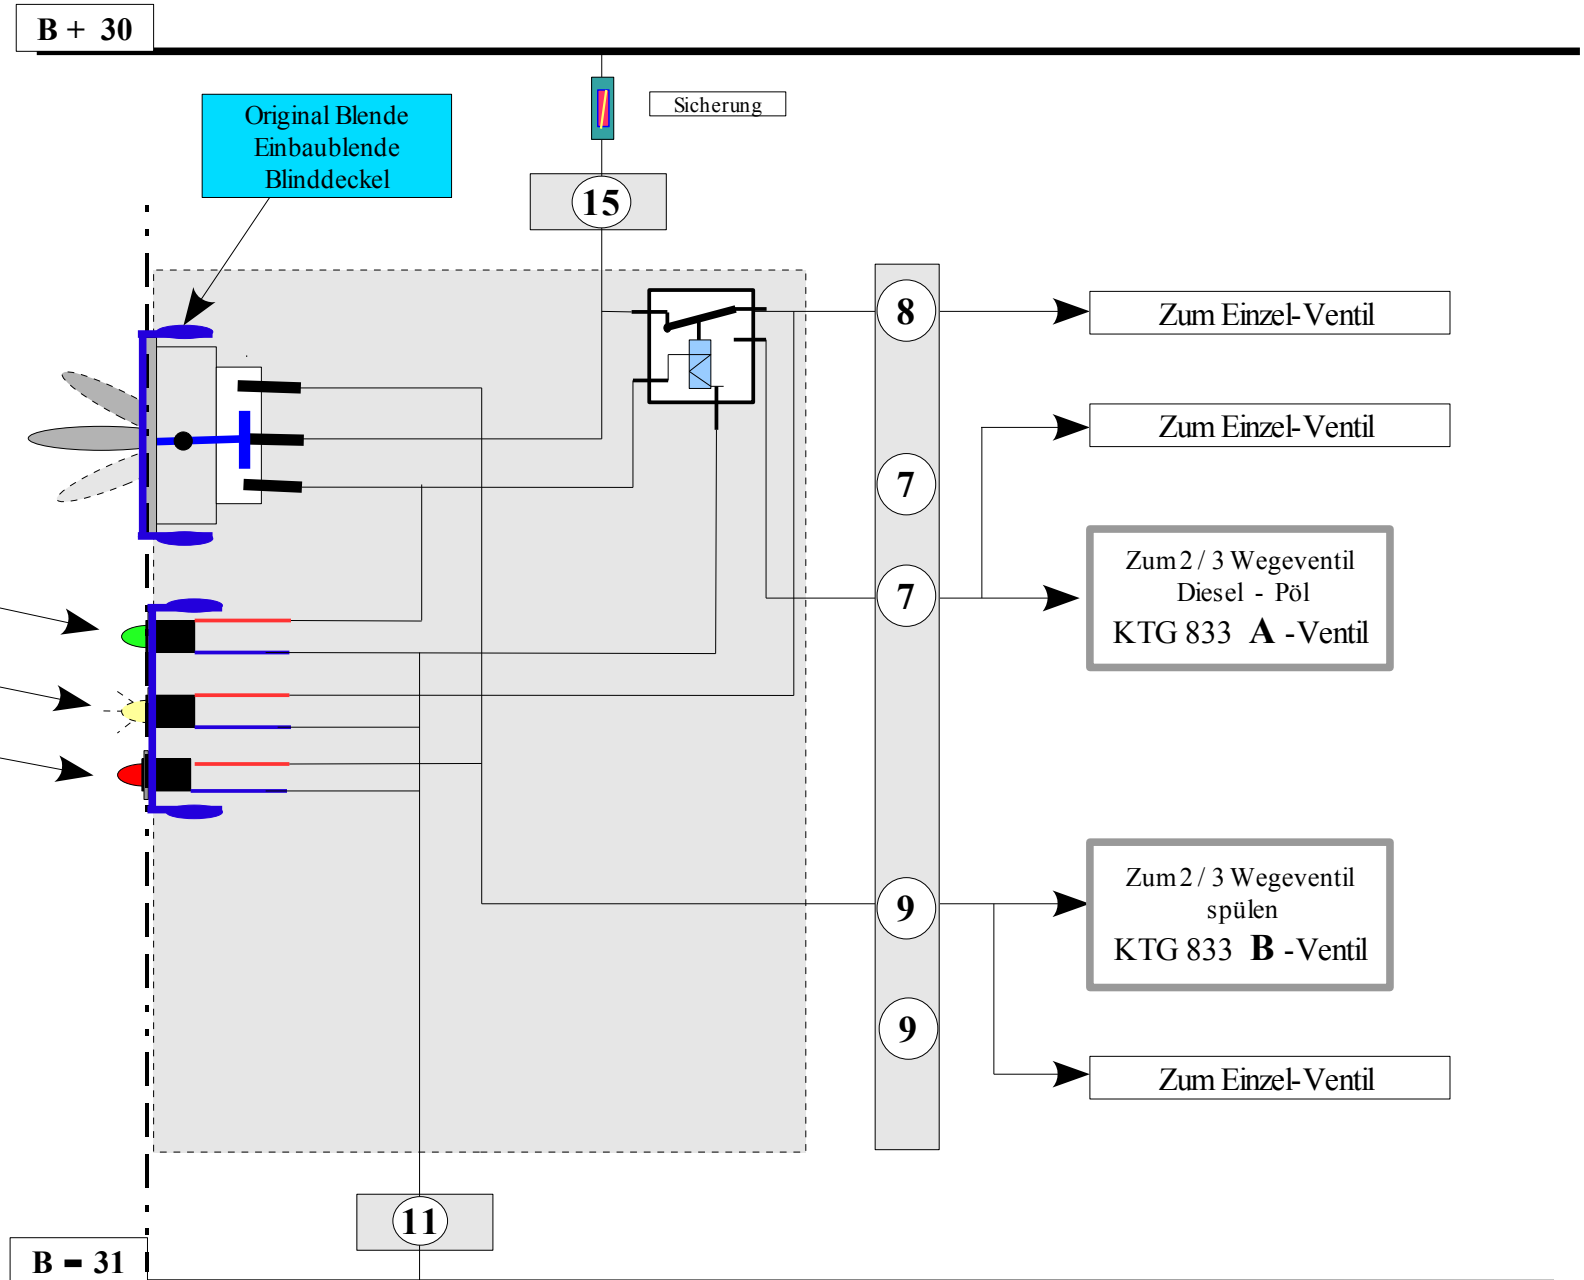 B + 30
Sicherung
Original Blende
Einbaublende
Blinddeckel
15
8
Zum Einzel-Ventil
Zum Einzel-Ventil
7
Zum 2 / 3 Wegeventil
Diesel - Pöl
KTG 833 A -Ventil
7
Zum 2 / 3 Wegeventil
spülen
KTG 833 B -Ventil
9
9
Zum Einzel-Ventil
11
B - 31